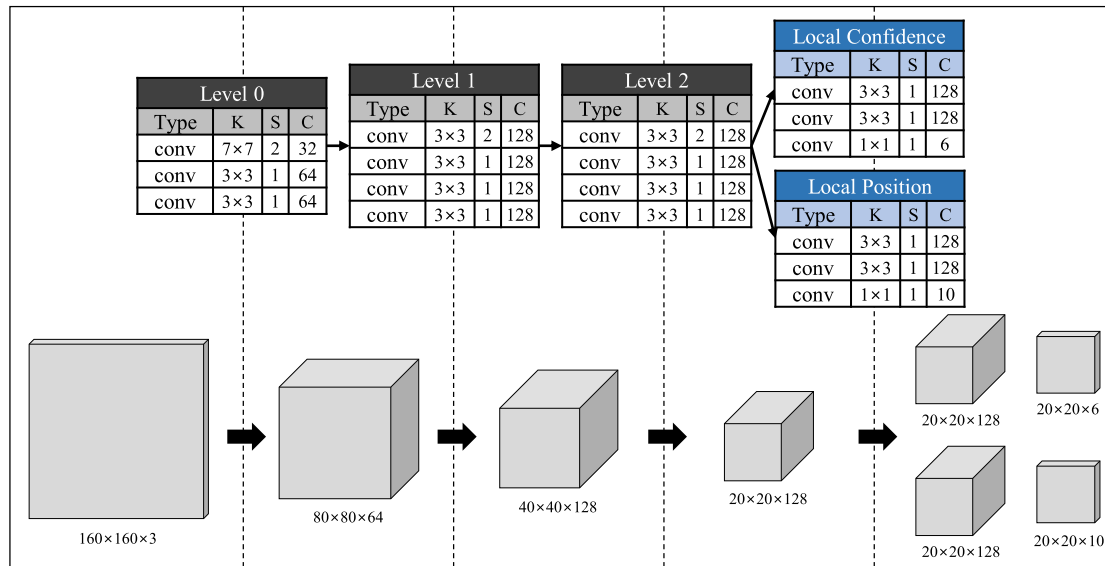 Level 0
Type K S C
conv 7×7 2 32
conv 3×3 1 64
conv 3×3 1 64
Level 1
Type K S C
conv 3×3 2 128
conv 3×3 1 128
conv 3×3 1 128
conv 3×3 1 128
Level 2
Type K S C
conv 3×3 2 128
conv 3×3 1 128
conv 3×3 1 128
conv 3×3 1 128
Local Confidence
Type K S C
conv 3×3 1 128
conv 3×3 1 128
conv 1×1 1 6
Local Position
Type K S C
conv 3×3 1 128
conv 3×3 1 128
conv 1×1 1 10
160×160×3
80×80×64
40×40×128
20×20×128
20×20×128
20×20×6
20×20×128
20×20×10